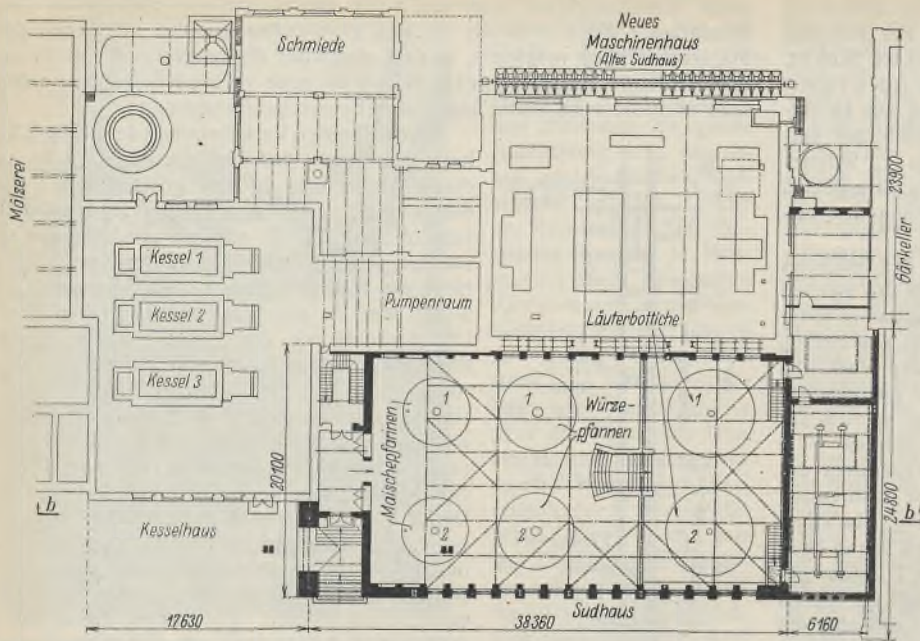 Neues
Maschinenhaus
(Altes Sudhaus)
Schmiede
Mälzerei
23900
Gärkeller
Kessel 1
Kessel 2
Kessel 3
Pumpenraum
Läuterbottiche
Maischepfannen
Würze-
pfannen
1
1
1
2
2
2
20100
24800
b
b
Kesselhaus
Sudhaus
17630
38360
6160